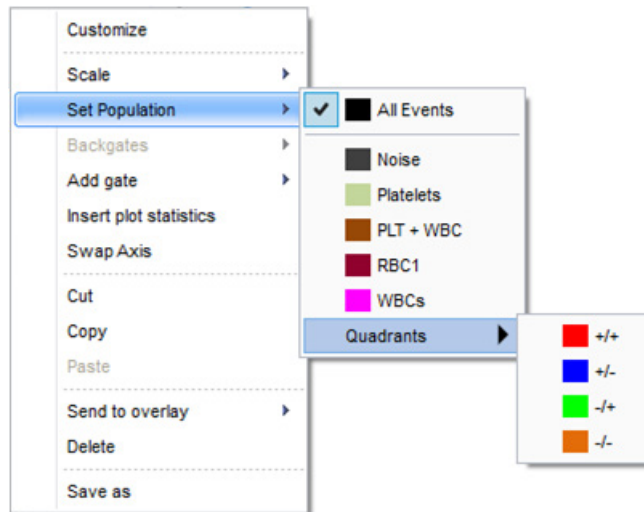 Customize
Scale
Set Population
Backgates
Add gate
Insert plot statistics
Swap Axis
Cut
Copy
Paste
Send to overlay
Delete
Save as
All Events
Noise
Platelets
PLT + WBC
RBC1
WBCs
Quadrants
+/+
+/-
-/+
-/-